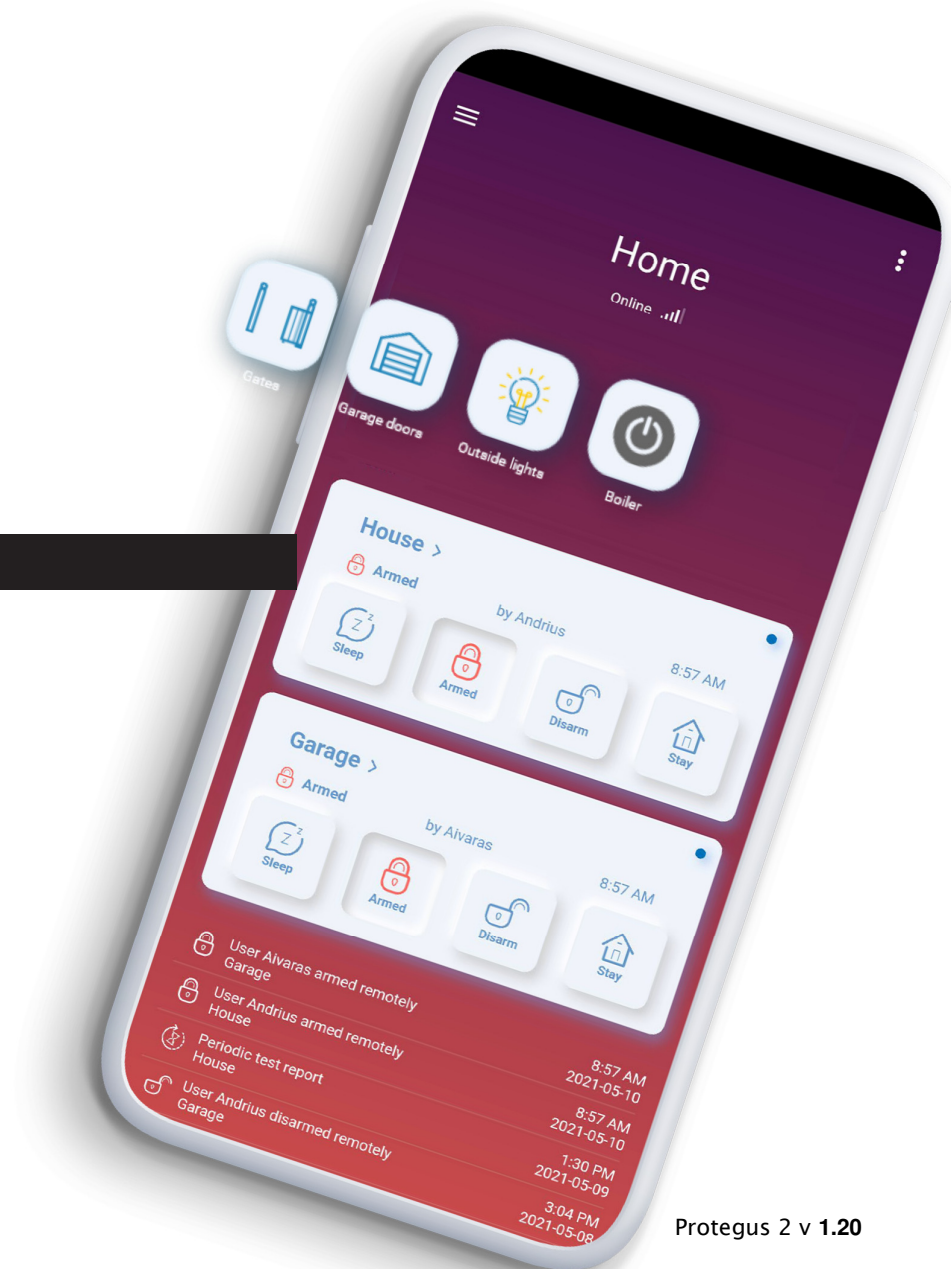 Home
Online
Gates
Garage doors
Outside lights
Boiler
House >
Armed
by Andrius
8:57 AM
Sleep
Armed
Disarm
Stay
Garage >
Armed
by Aivaras
8:57 AM
Sleep
Armed
Disarm
Stay
User Aivaras armed remotely
Garage
8:57 AM
2021-05-10
User Andrius armed remotely
House
8:57 AM
2021-05-10
Periodic test report
House
1:30 PM
2021-05-09
User Andrius disarmed remotely
Garage
3:04 PM
2021-05-08
Protegus 2 v 1.20